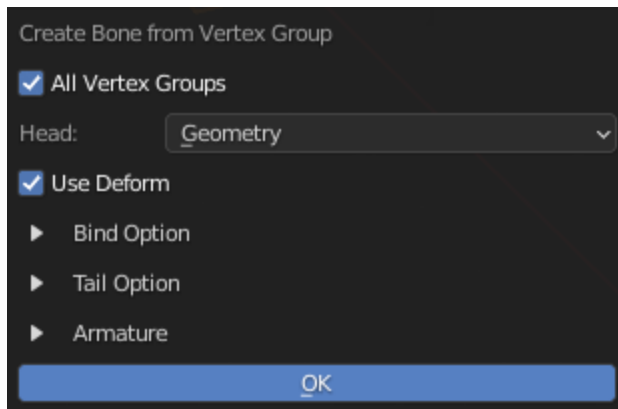 Create Bone from Vertex Group
All Vertex Groups
Head: Geometry
Use Deform
Bind Option
Tail Option
Armature
OK